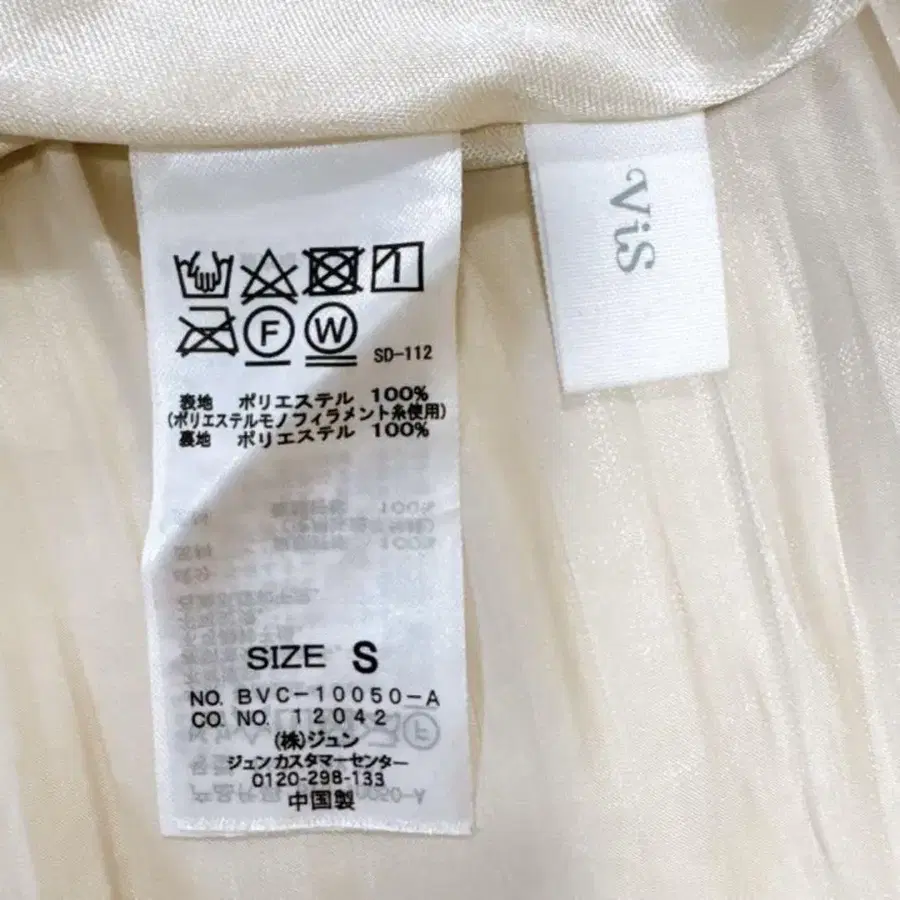 ViS
F W SD-112
表地 ポリエステル 100%
(ポリエステルモノフィラメント糸使用)
裏地 ポリエステル 100%
SIZE S
NO. BVC-10050-A
CO. NO. 12042
(株)ジュン
ジュンカスタマーセンター
0120-298-133
中国製